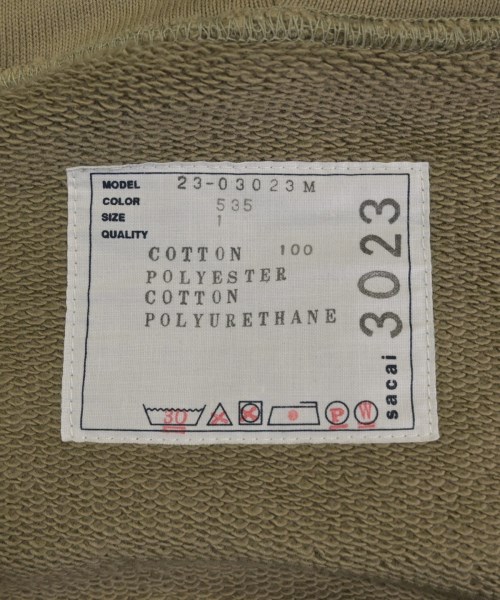 MODEL 23-03023M
COLOR 535
SIZE 1
QUALITY
COTTON 100
POLYESTER
COTTON
POLYURETHANE
30 P W
sacai 3023